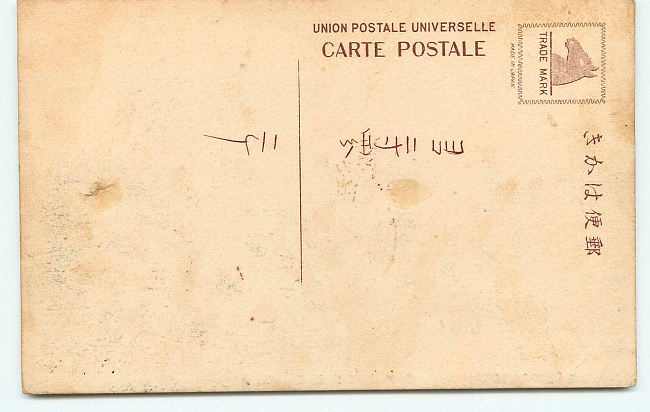 UNION POSTALE UNIVERSELLE
CARTE POSTALE
TRADE MARK
MADE IN JAPAN
きかは便郵